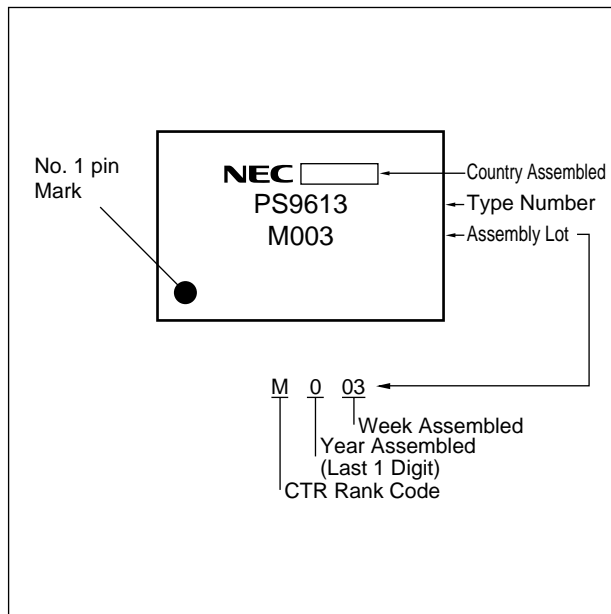 No. 1 pin
Mark
NEC
Country Assembled
PS9613
Type Number
M003
Assembly Lot
M 0 03
Week Assembled
Year Assembled
(Last 1 Digit)
CTR Rank Code